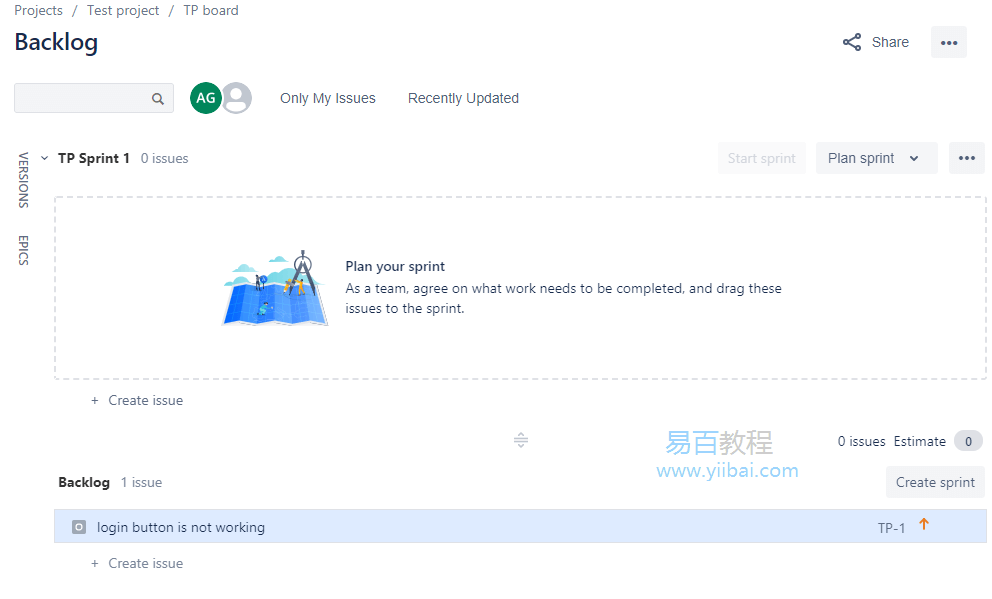 Projects / Test project / TP board
Backlog
Share
AG
Only My Issues
Recently Updated
VERSIONS
EPICS
TP Sprint 1 0 issues
Start sprint
Plan sprint
Plan your sprint
As a team, agree on what work needs to be completed, and drag these
issues to the sprint.
+ Create issue
易百教程
www.yiibai.com
0 issues Estimate 0
Backlog 1 issue
Create sprint
login button is not working
TP-1
+ Create issue